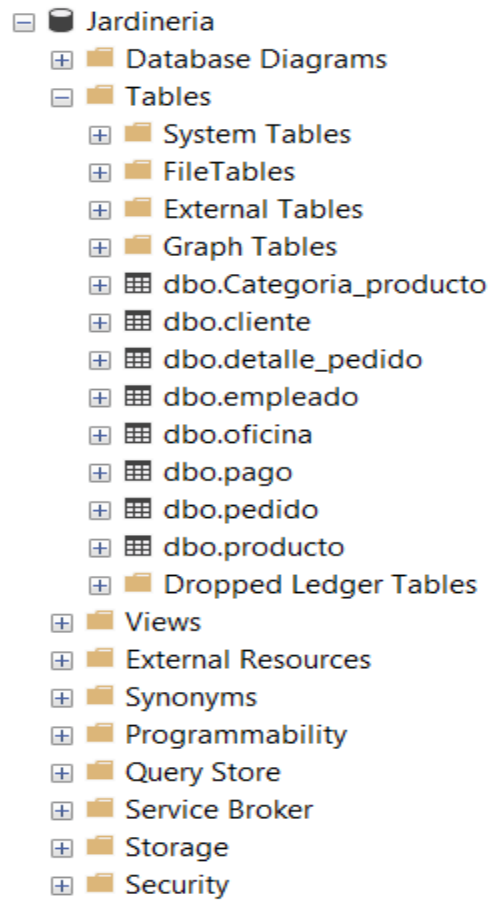 Jardineria
Database Diagrams
Tables
System Tables
FileTables
External Tables
Graph Tables
dbo.Categoria_producto
dbo.cliente
dbo.detalle_pedido
dbo.empleado
dbo.oficina
dbo.pago
dbo.pedido
dbo.producto
Dropped Ledger Tables
Views
External Resources
Synonyms
Programmability
Query Store
Service Broker
Storage
Security